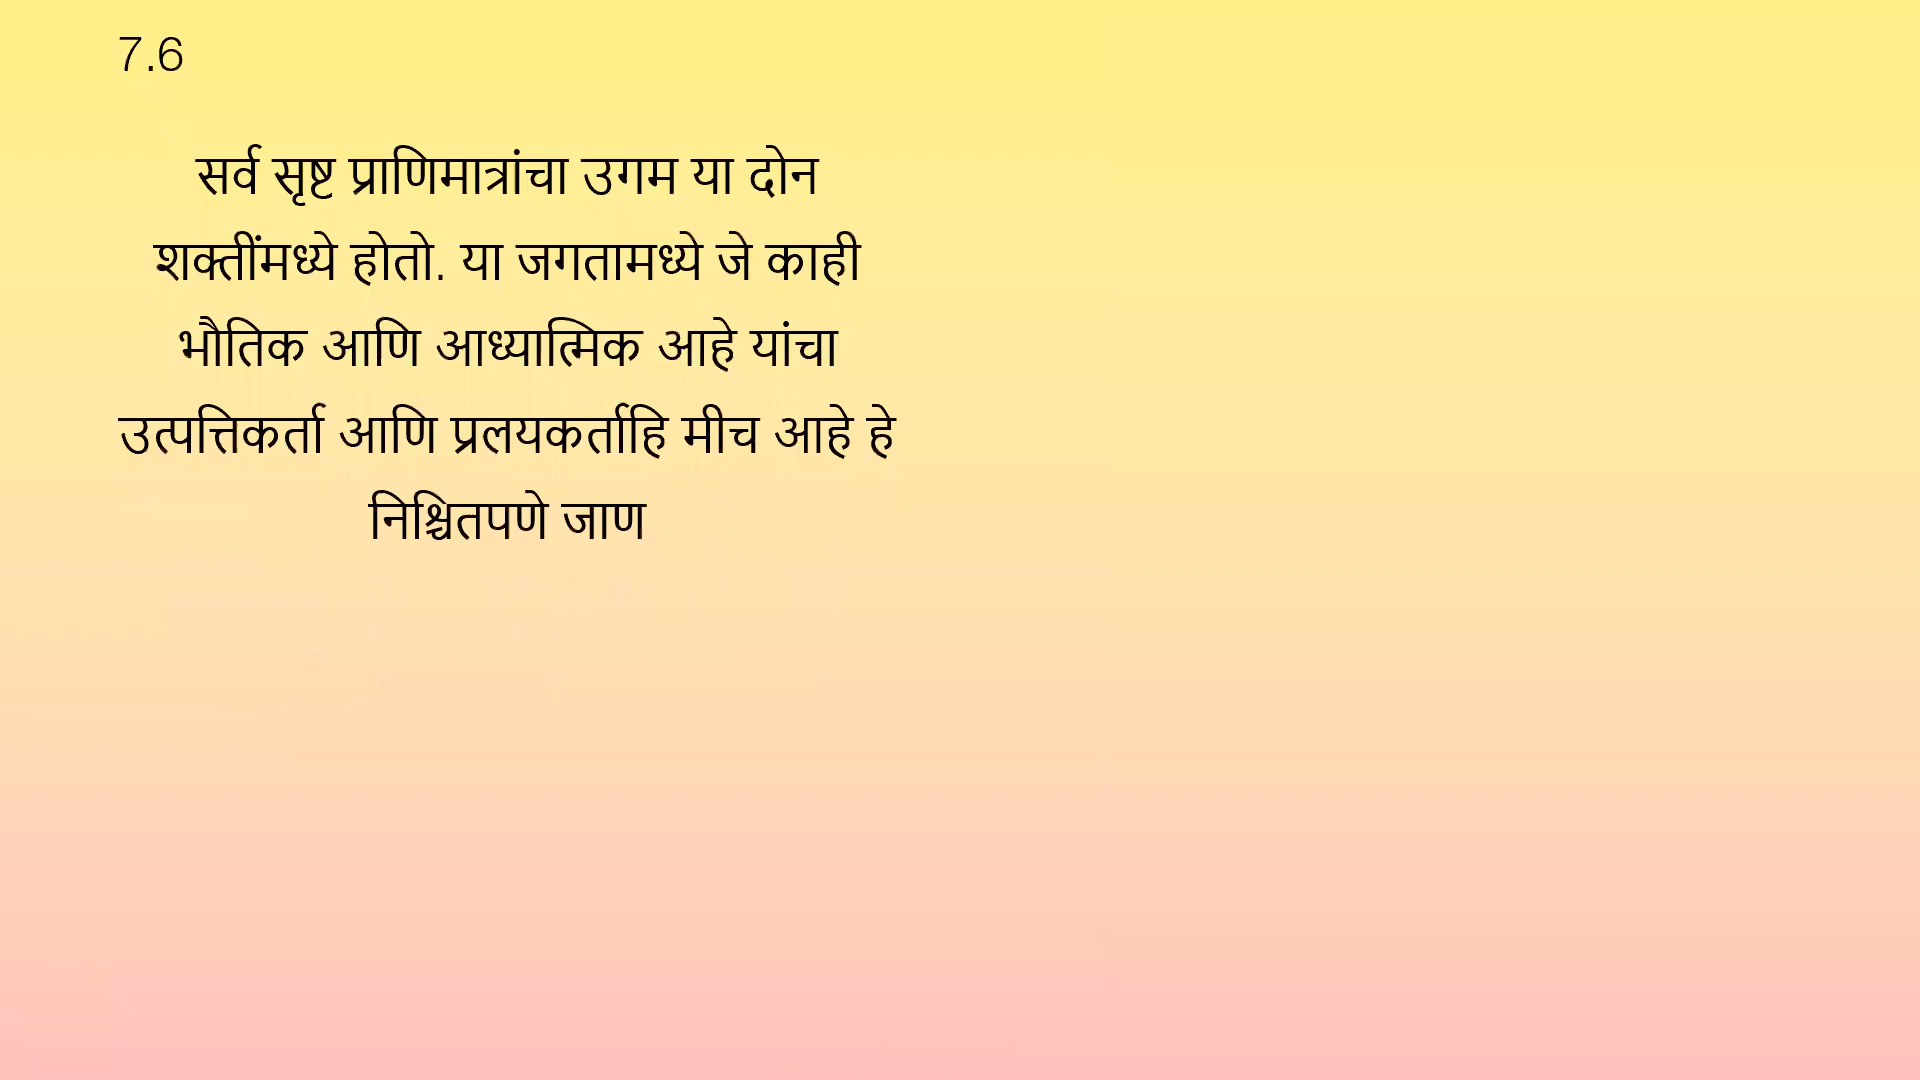 7.6
सर्व सृष्ट प्राणिमात्रांचा उगम या दोन
शक्तींमध्ये होतो. या जगतामध्ये जे काही
भौतिक आणि आध्यात्मिक आहे यांचा
उत्पत्तिकर्ता आणि प्रलयकर्ताहि मीच आहे हे
निश्चितपणे जाण